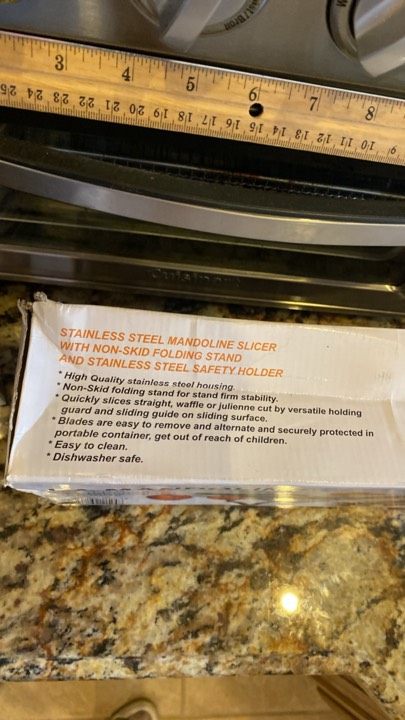 3 4 5 6 7 8
25 24 23 22 21 20 19 18 17 16 15 14 13 12 11 10 9
STAINLESS STEEL MANDOLINE SLICER
WITH NON-SKID FOLDING STAND
AND STAINLESS STEEL SAFETY HOLDER
* High Quality stainless steel housing.
* Non-Skid folding stand for stand firm stability.
* Quickly slices straight, waffle or julienne cut by versatile holding
guard and sliding guide on sliding surface.
* Blades are easy to remove and alternate and securely protected in
portable container, get out of reach of children.
* Easy to clean.
* Dishwasher safe.